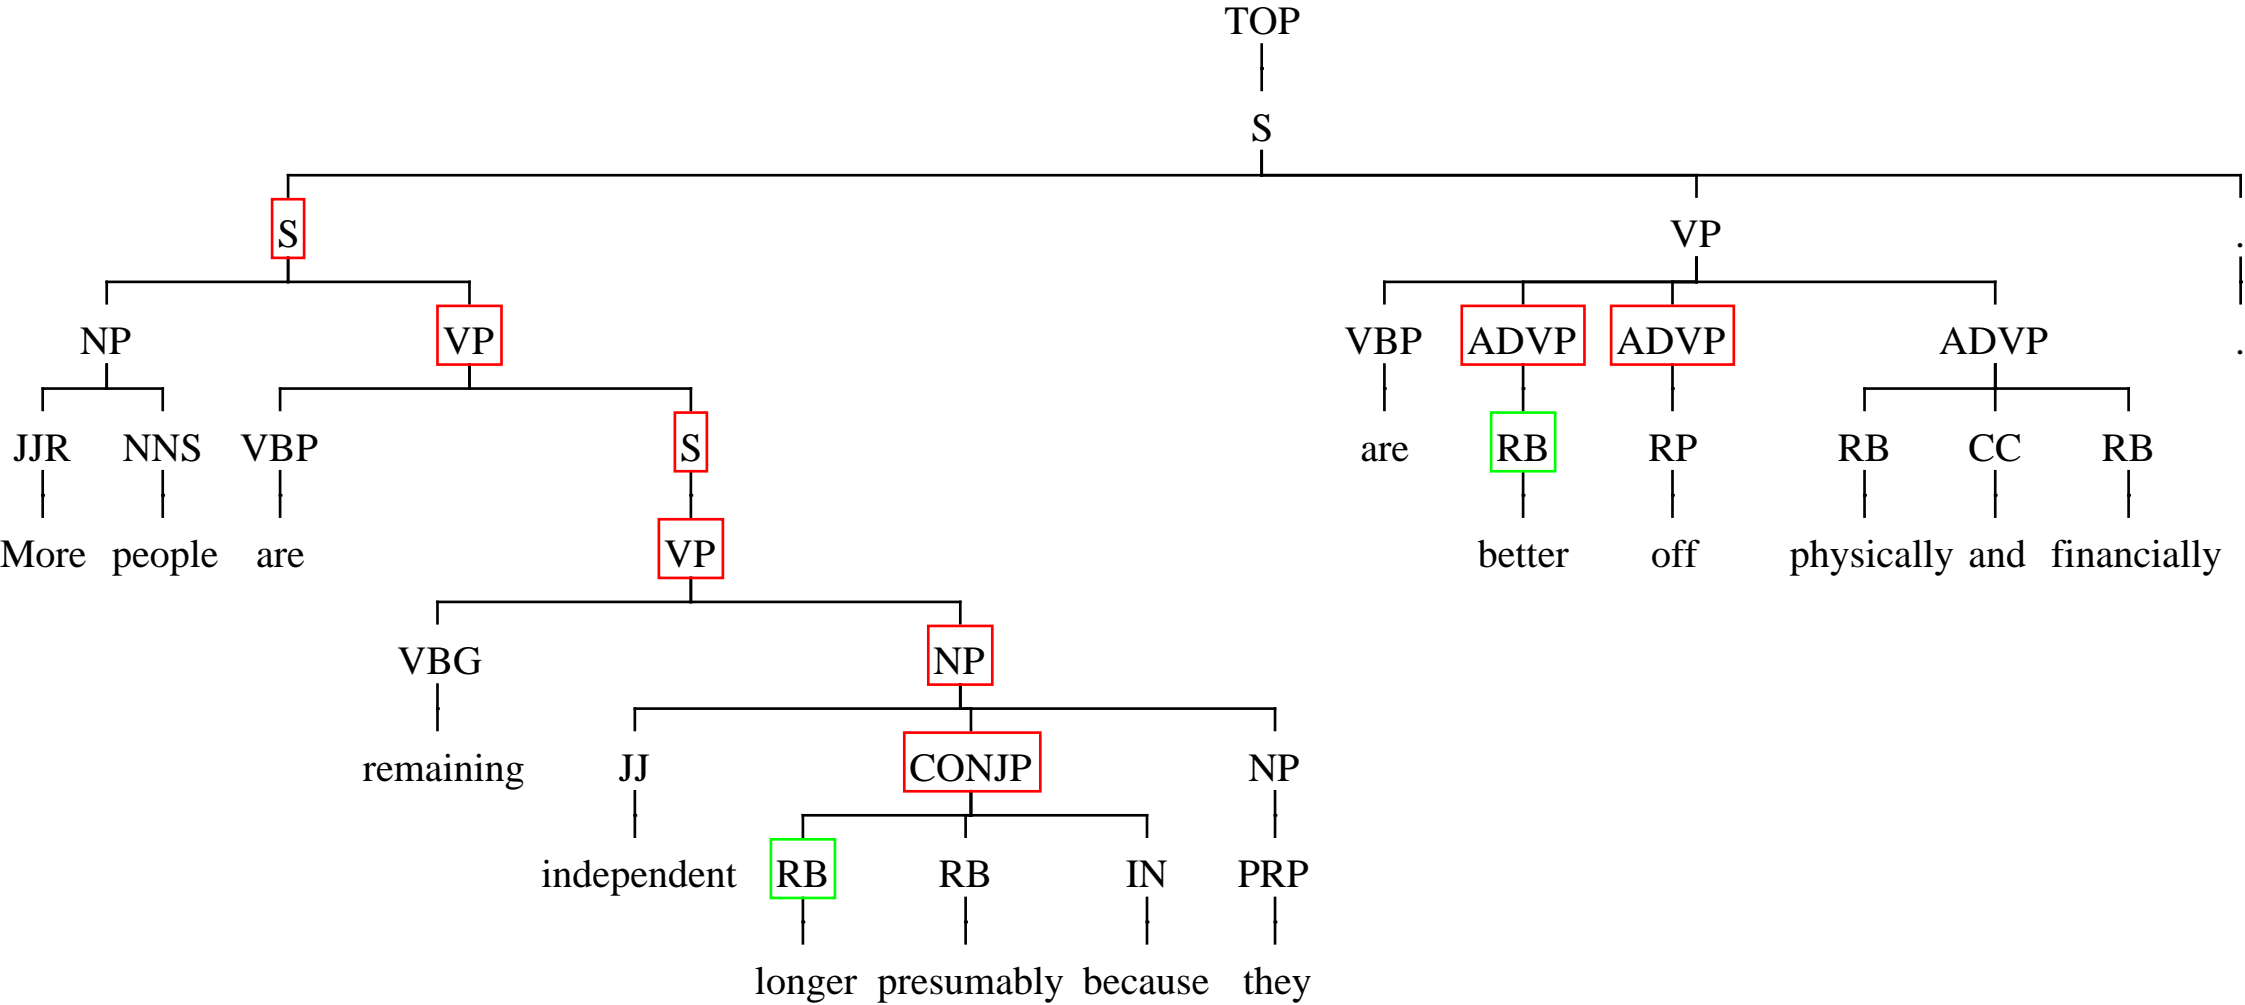 TOP
S
S VP .
NP VP VBP ADVP ADVP ADVP .
JJR NNS VBP S are RB RP RB CC RB
More people are VP better off physically and financially
VBG NP
remaining JJ CONJP NP
independent RB RB IN PRP
longer presumably because they